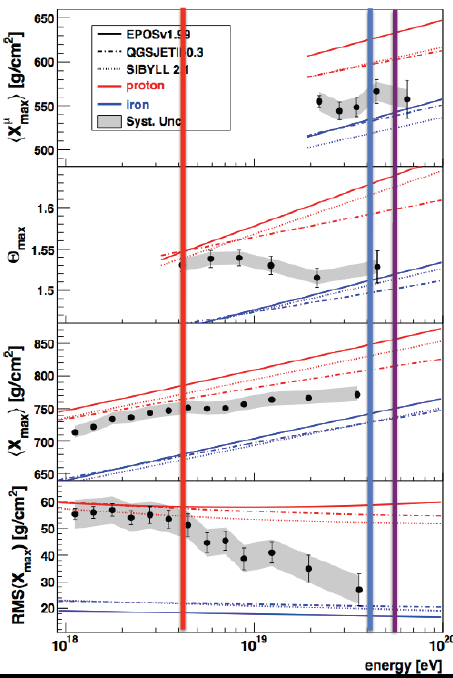 650
600
550
500
⟨X^μ_max⟩ [g/cm²]
EPOSv1.99
QGSJETII-0.3
SIBYLL 2.1
proton
iron
Syst. Unc.
1.6
1.55
1.5
Θ_max
850
800
750
700
650
⟨X_max⟩ [g/cm²]
60
50
40
30
20
RMS(X_max) [g/cm²]
10^18
10^19
10^20
energy [eV]